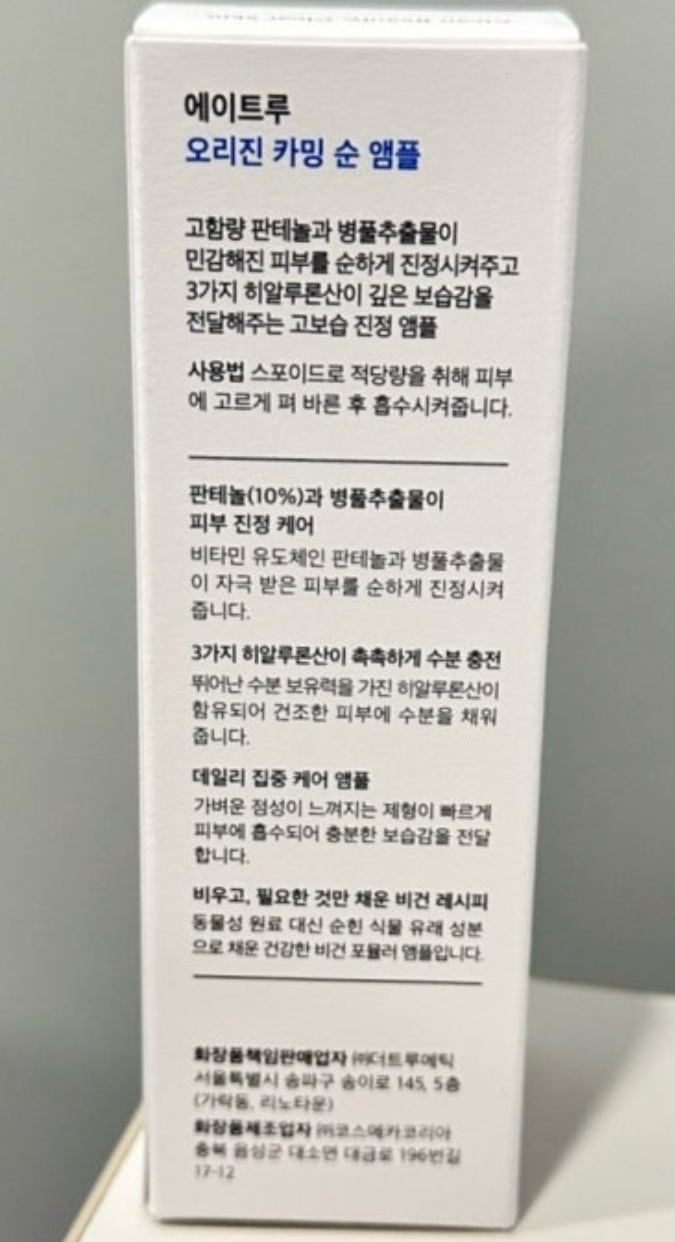 에이트루
오리진 카밍 순 앰플
고함량 판테놀과 병풀추출물이
민감해진 피부를 순하게 진정시켜주고
3가지 히알루론산이 깊은 보습감을
전달해주는 고보습 진정 앰플
사용법 스포이드로 적당량을 취해 피부
에 고르게 펴 바른 후 흡수시켜줍니다.
판테놀(10%)과 병풀추출물이
피부 진정 케어
비타민 유도체인 판테놀과 병풀추출물
이 자극 받은 피부를 순하게 진정시켜
줍니다.
3가지 히알루론산이 촉촉하게 수분 충전
뛰어난 수분 보유력을 가진 히알루론산이
함유되어 건조한 피부에 수분을 채워
줍니다.
데일리 집중 케어 앰플
가벼운 점성이 느껴지는 제형이 빠르게
피부에 흡수되어 충분한 보습감을 전달
합니다.
비우고, 필요한 것만 채운 비건 레시피
동물성 원료 대신 순한 식물 유래 성분
으로 채운 건강한 비건 포뮬러 앰플입니다.
화장품책임판매업자 ㈜더트루에틱
서울특별시 송파구 송이로 145, 5층
(가락동, 리노타운)
화장품제조업자 ㈜코스메카코리아
충북 음성군 대소면 대금로 196번길
17-12